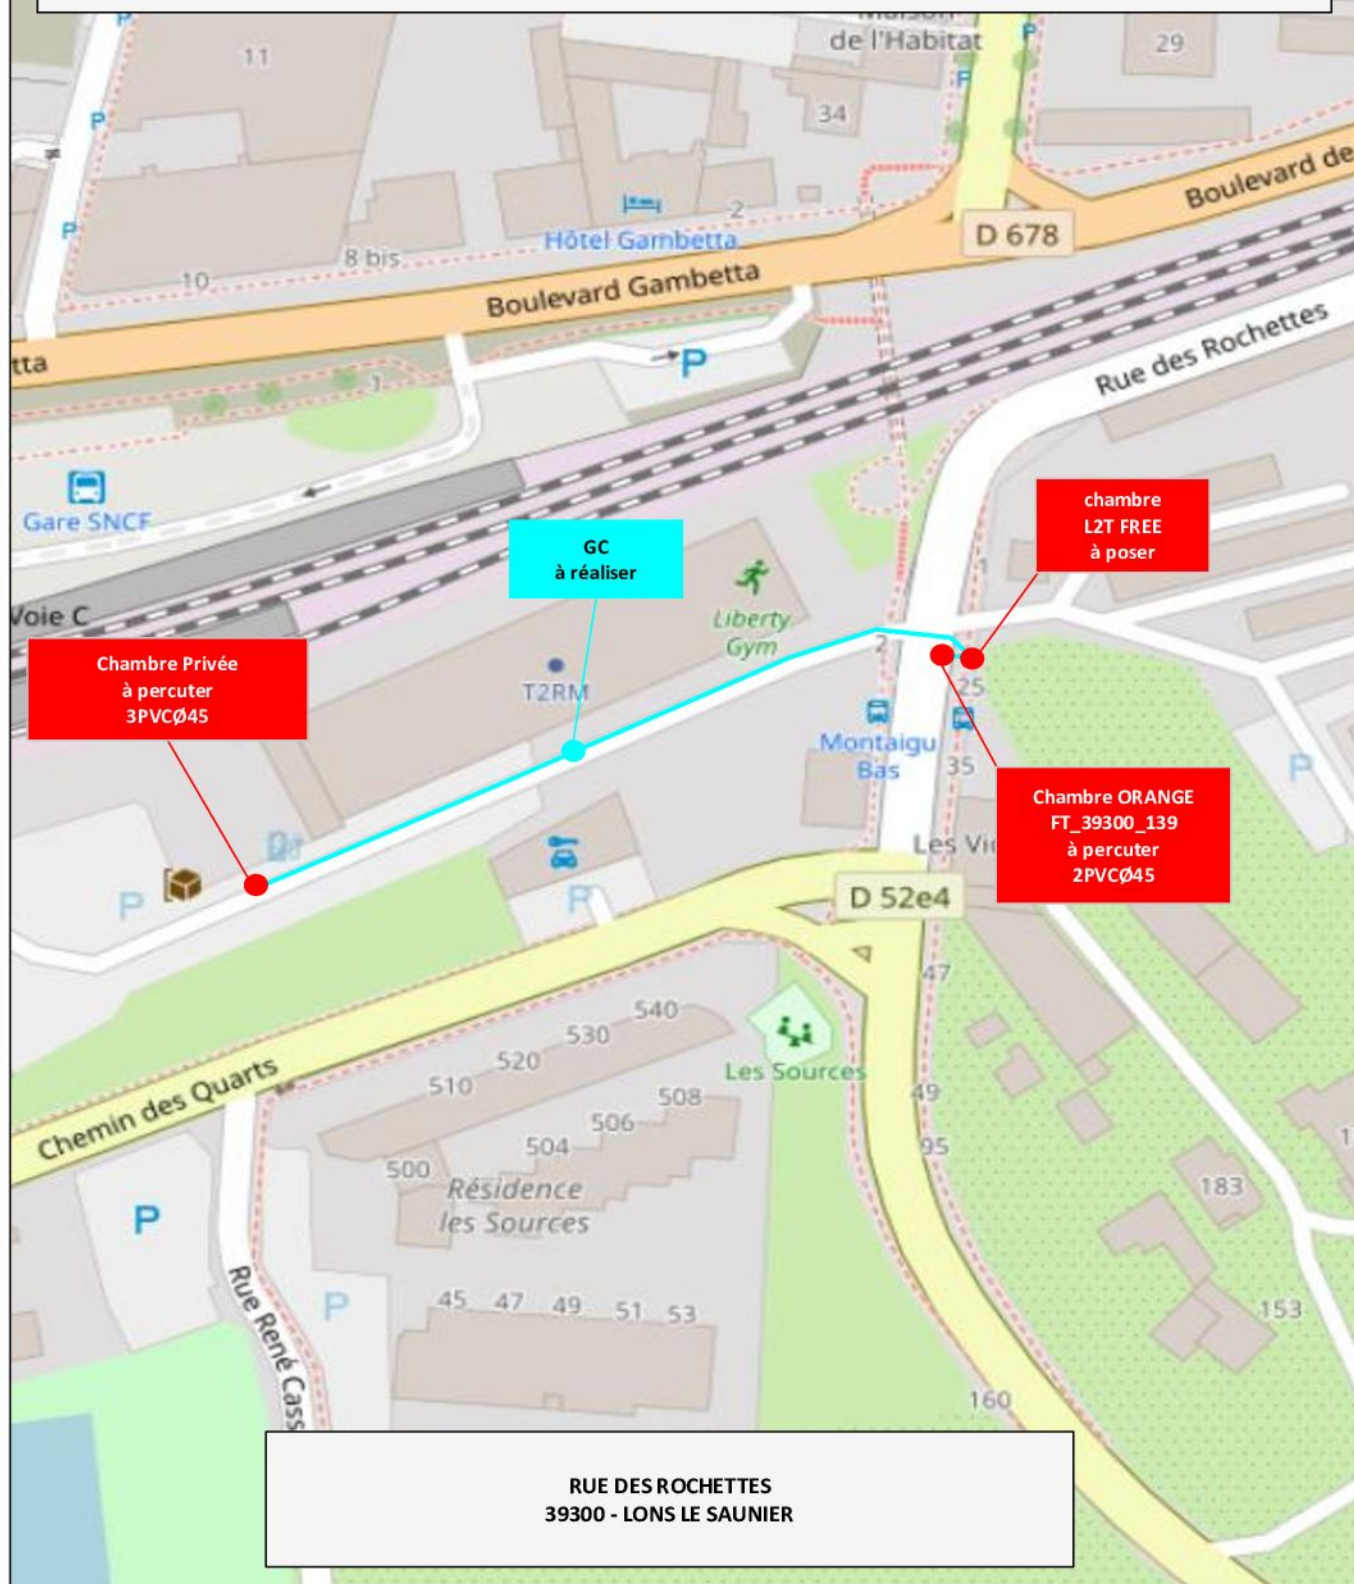 de l'Habitat
11
29
34
P
P
P
P
P
Boulevard de
2
Hôtel Gambetta
D 678
8 bis
10
Boulevard Gambetta
tta
P
1
Rue des Rochettes
Gare SNCF
chambre
L2T FREE
à poser
GC
à réaliser
1
Voie C
Liberty
Gym
2
Chambre Privée
à percuter
3PVCØ45
T2RM
25
Montaigu
Bas
35
P
Chambre ORANGE
FT_39300_139
à percuter
2PVCØ45
Les Vi
P
P
D 52e4
47
540
530
520
510
Les Sources
Chemin des Quarts
508
506
504
500
49
95
1
183
Résidence
les Sources
P
Rue René Cass
P
45
47
49
51
53
153
160
RUE DES ROCHETTES
39300 - LONS LE SAUNIER